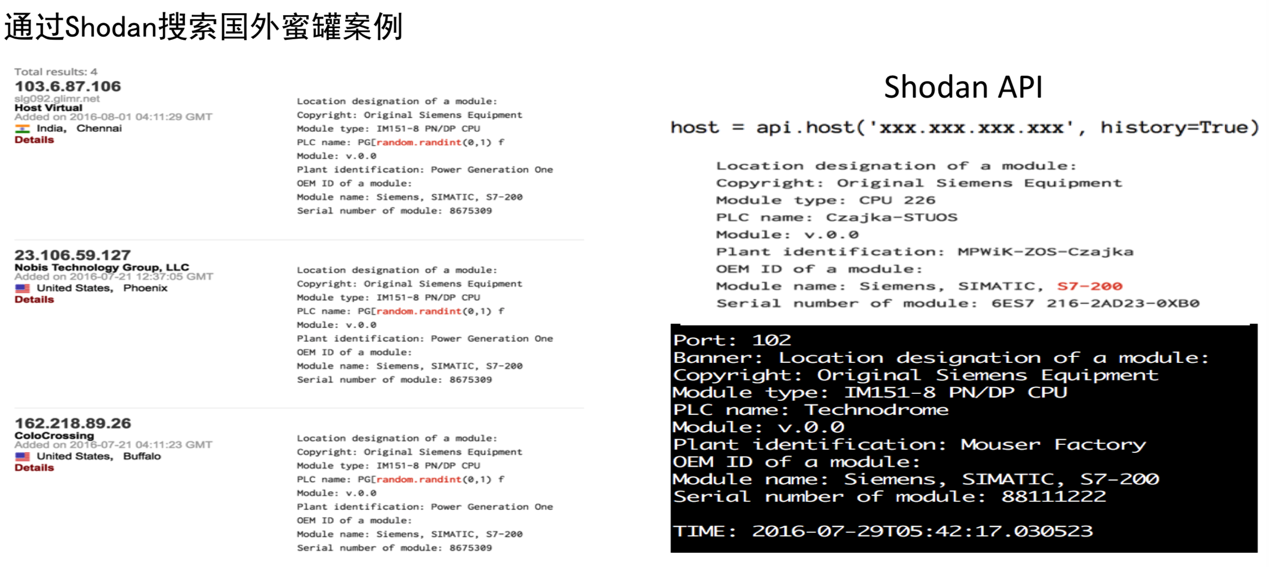 通过Shodan搜索国外蜜罐案例
Total results: 4
103.6.87.106
slg092.glimr.net
Host Virtual
Added on 2016-08-01 04:11:29 GMT
India, Chennai
Details
Location designation of a module:
Copyright: Original Siemens Equipment
Module type: IM151-8 PN/DP CPU
PLC name: PG[random.randint(0,1) f
Module: v.0.0
Plant identification: Power Generation One
OEM ID of a module:
Module name: Siemens, SIMATIC, S7-200
Serial number of module: 8675309
23.106.59.127
Nobis Technology Group, LLC
Added on 2016-07-21 12:37:05 GMT
United States, Phoenix
Details
Location designation of a module:
Copyright: Original Siemens Equipment
Module type: IM151-8 PN/DP CPU
PLC name: PG[random.randint(0,1) f
Module: v.0.0
Plant identification: Power Generation One
OEM ID of a module:
Module name: Siemens, SIMATIC, S7-200
Serial number of module: 8675309
162.218.89.26
ColoCrossing
Added on 2016-07-21 04:11:23 GMT
United States, Buffalo
Details
Location designation of a module:
Copyright: Original Siemens Equipment
Module type: IM151-8 PN/DP CPU
PLC name: PG[random.randint(0,1) f
Module: v.0.0
Plant identification: Power Generation One
OEM ID of a module:
Module name: Siemens, SIMATIC, S7-200
Serial number of module: 8675309
Shodan API
host = api.host('xxx.xxx.xxx.xxx', history=True)
Location designation of a module:
Copyright: Original Siemens Equipment
Module type: CPU 226
PLC name: Czajka-STUOS
Module: v.0.0
Plant identification: MPWiK-ZOS-Czajka
OEM ID of a module:
Module name: Siemens, SIMATIC, S7-200
Serial number of module: 6ES7 216-2AD23-0XB0
Port: 102
Banner: Location designation of a module:
Copyright: Original Siemens Equipment
Module type: IM151-8 PN/DP CPU
PLC name: Technodrome
Module: v.0.0
Plant identification: Mouser Factory
OEM ID of a module:
Module name: Siemens, SIMATIC, S7-200
Serial number of module: 88111222
TIME: 2016-07-29T05:42:17.030523